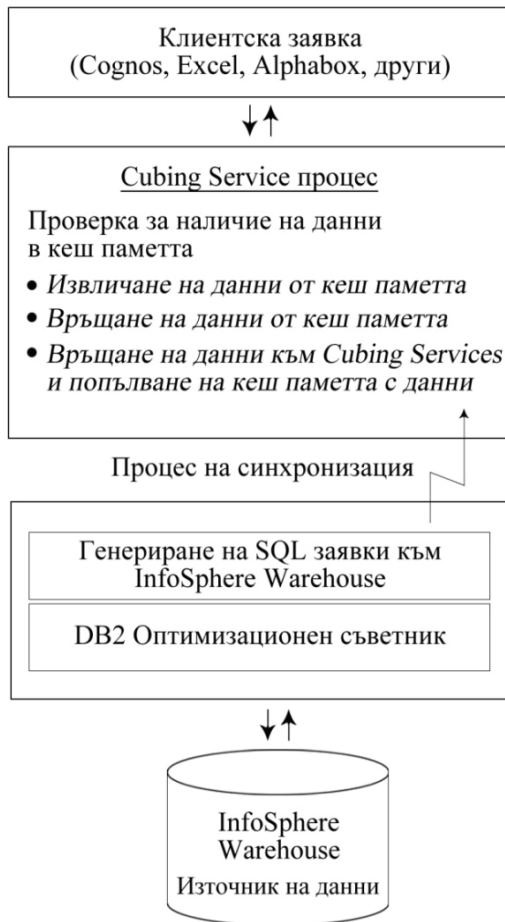 Клиентска заявка
(Cognos, Excel, Alphabox, други)
Cubing Service процес
Проверка за наличие на данни
в кеш паметта
• Извличане на данни от кеш паметта
• Връщане на данни от кеш паметта
• Връщане на данни към Cubing Services
и попълване на кеш паметта с данни
Процес на синхронизация
Генериране на SQL заявки към
InfoSphere Warehouse
DB2 Оптимизационен съветник
InfoSphere
Warehouse
Източник на данни